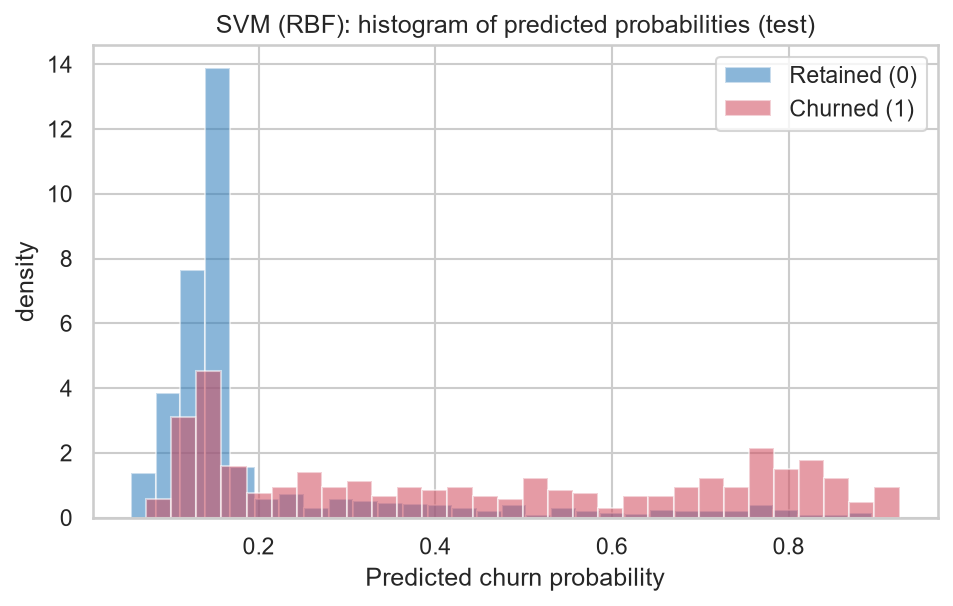 SVM (RBF): histogram of predicted probabilities (test)
Retained (0)
Churned (1)
density
14
12
10
8
6
4
2
0
0.2 0.4 0.6 0.8
Predicted churn probability